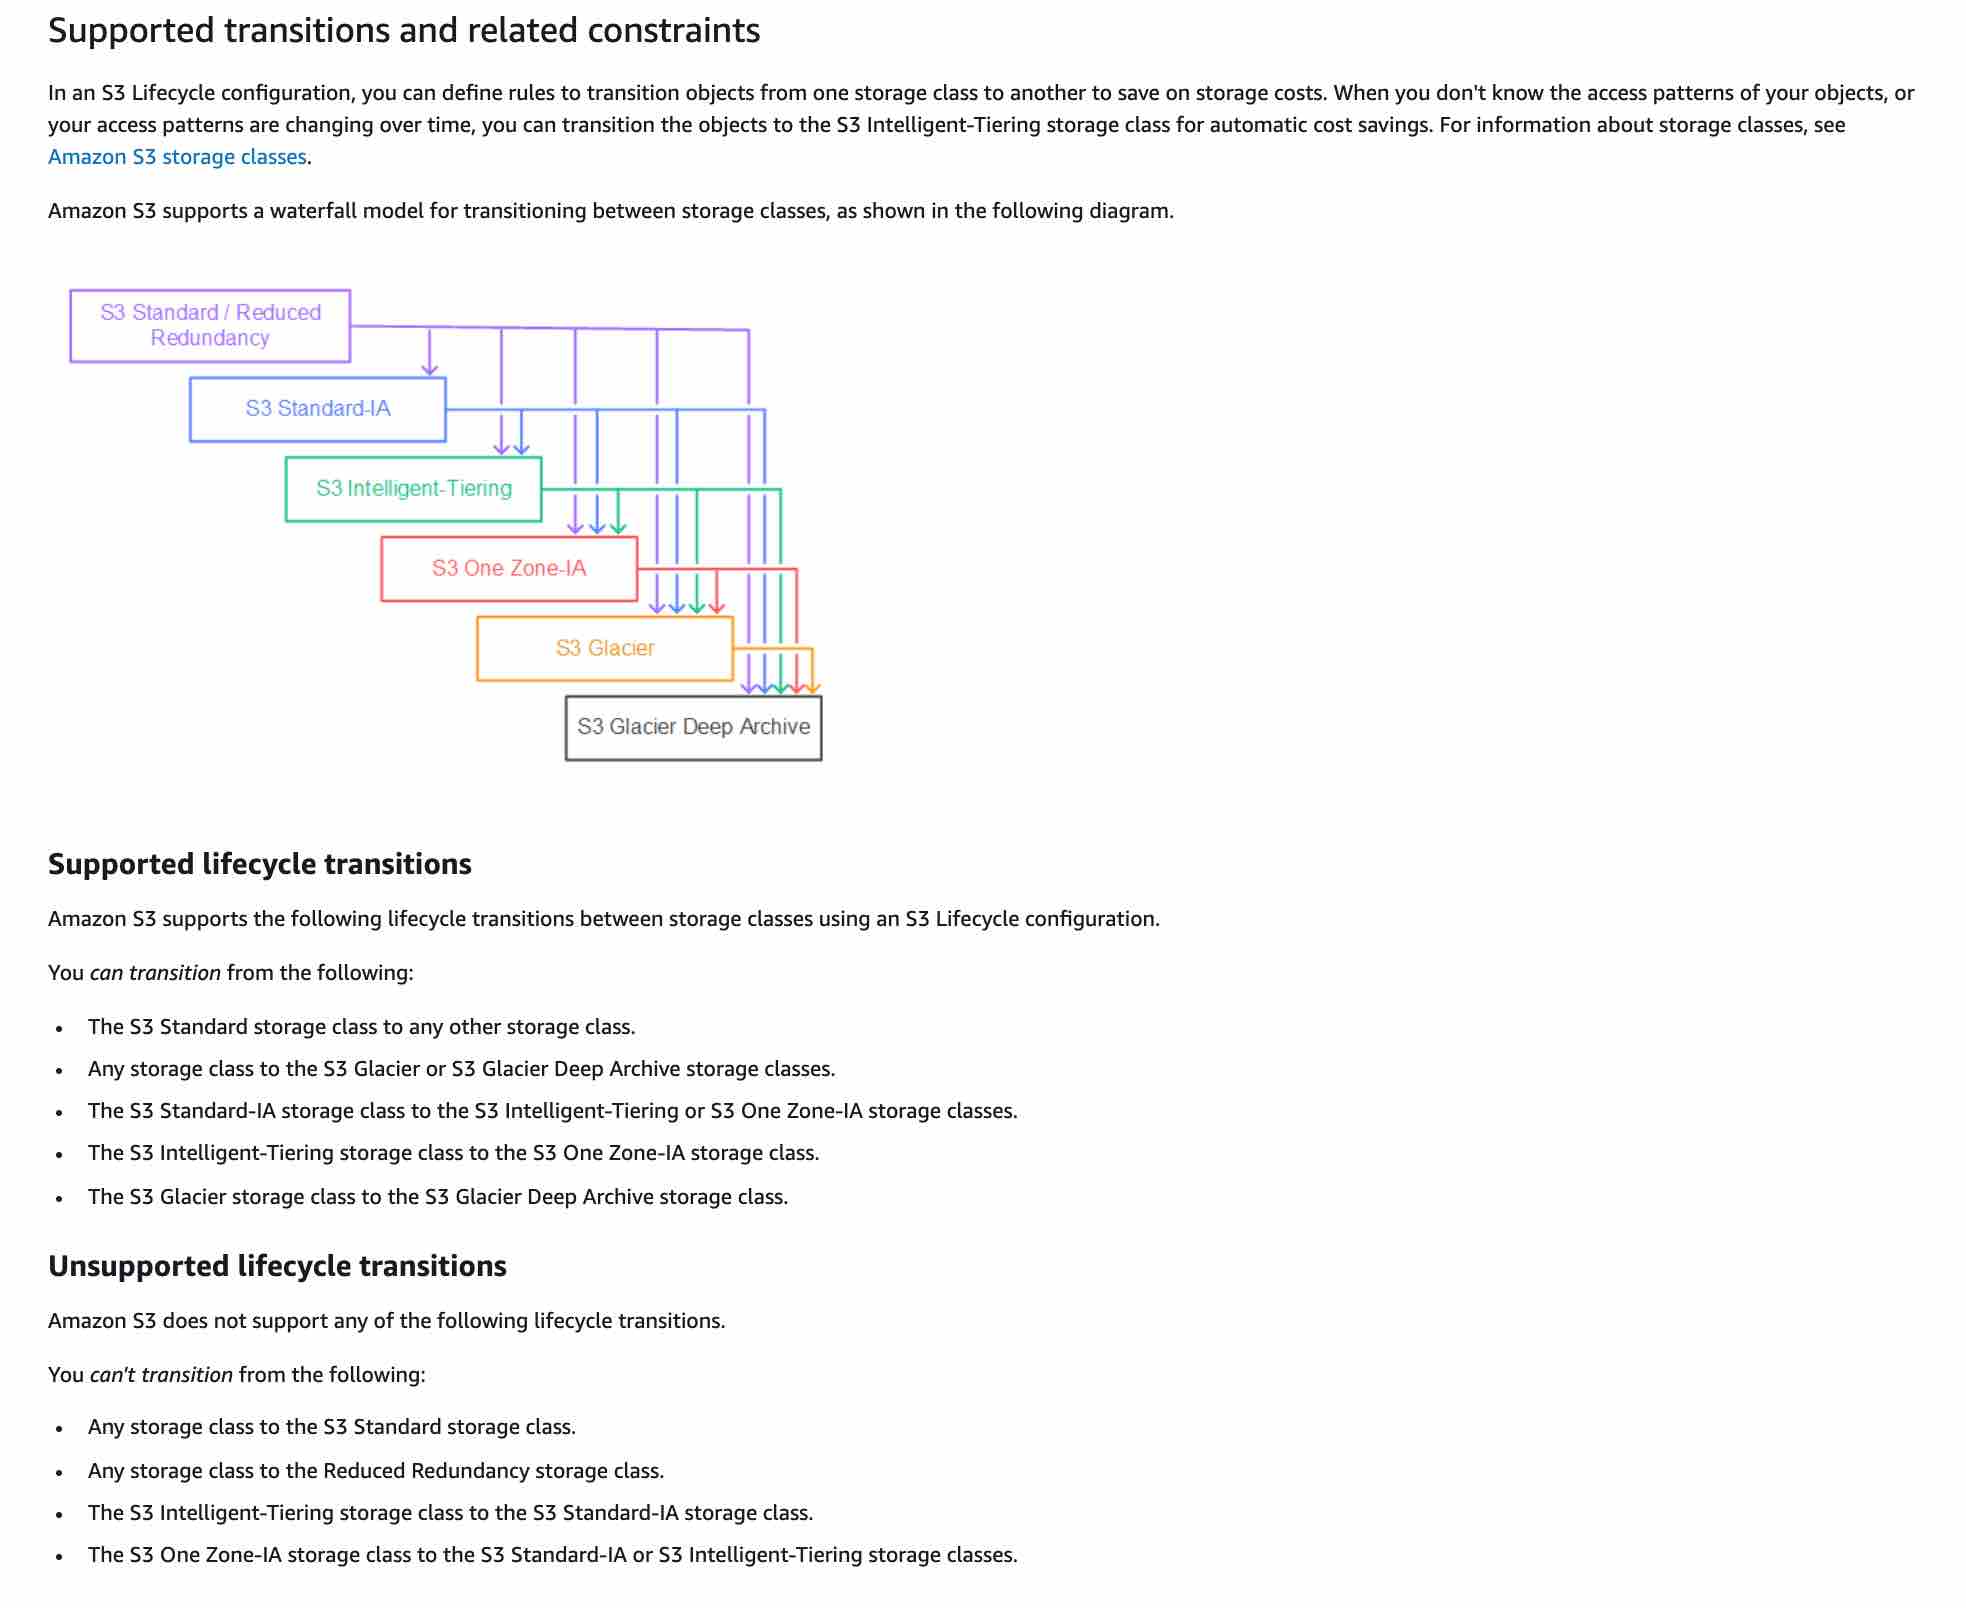 Supported transitions and related constraints
In an S3 Lifecycle configuration, you can define rules to transition objects from one storage class to another to save on storage costs. When you don't know the access patterns of your objects, or
your access patterns are changing over time, you can transition the objects to the S3 Intelligent-Tiering storage class for automatic cost savings. For information about storage classes, see
Amazon S3 storage classes.
Amazon S3 supports a waterfall model for transitioning between storage classes, as shown in the following diagram.
S3 Standard / Reduced
Redundancy
S3 Standard-IA
S3 Intelligent-Tiering
S3 One Zone-IA
S3 Glacier
S3 Glacier Deep Archive
Supported lifecycle transitions
Amazon S3 supports the following lifecycle transitions between storage classes using an S3 Lifecycle configuration.
You can transition from the following:
• The S3 Standard storage class to any other storage class.
• Any storage class to the S3 Glacier or S3 Glacier Deep Archive storage classes.
• The S3 Standard-IA storage class to the S3 Intelligent-Tiering or S3 One Zone-IA storage classes.
• The S3 Intelligent-Tiering storage class to the S3 One Zone-IA storage class.
• The S3 Glacier storage class to the S3 Glacier Deep Archive storage class.
Unsupported lifecycle transitions
Amazon S3 does not support any of the following lifecycle transitions.
You can't transition from the following:
• Any storage class to the S3 Standard storage class.
• Any storage class to the Reduced Redundancy storage class.
• The S3 Intelligent-Tiering storage class to the S3 Standard-IA storage class.
• The S3 One Zone-IA storage class to the S3 Standard-IA or S3 Intelligent-Tiering storage classes.